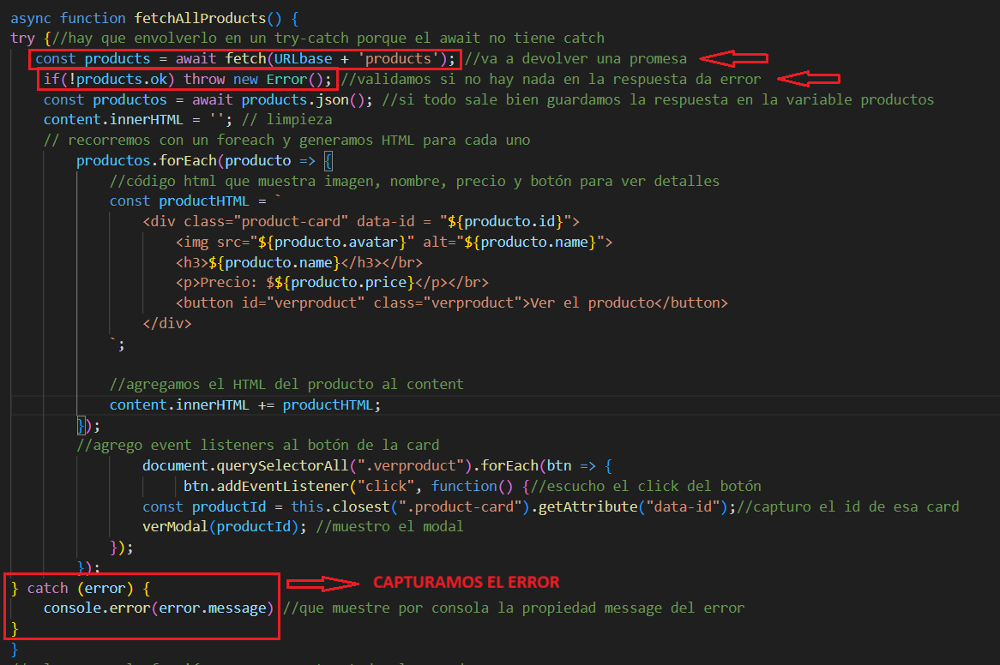 async function fetchAllProducts() {
try {//hay que envolverlo en un try-catch porque el await no tiene catch
const products = await fetch(URLbase + 'products'); //va a devolver una promesa
if(!products.ok) throw new Error(); //validamos si no hay nada en la respuesta da error
const productos = await products.json(); //si todo sale bien guardamos la respuesta en la variable productos
content.innerHTML = ''; // limpieza
// recorremos con un foreach y generamos HTML para cada uno
productos.forEach(producto => {
//código html que muestra imagen, nombre, precio y botón para ver detalles
const productHTML = `
<div class="product-card" data-id = "${producto.id}">
<img src="${producto.avatar}" alt="${producto.name}">
<h3>${producto.name}</h3></br>
<p>Precio: $${producto.price}</p></br>
<button id="verproduct" class="verproduct">Ver el producto</button>
</div>
`;
//agregamos el HTML del producto al content
content.innerHTML += productHTML;
});
//agrego event listeners al botón de la card
document.querySelectorAll(".verproduct").forEach(btn => {
btn.addEventListener("click", function() {//escucho el click del botón
const productId = this.closest(".product-card").getAttribute("data-id");//capturo el id de esa card
verModal(productId); //muestro el modal
});
});
} catch (error) { CAPTURAMOS EL ERROR
console.error(error.message) //que muestre por consola la propiedad message del error
}
}